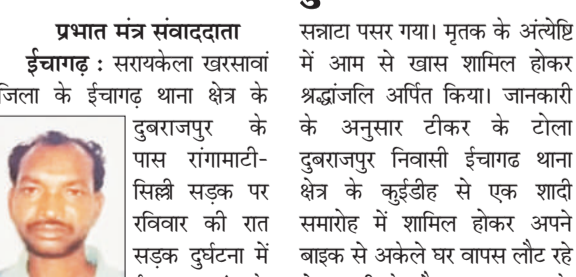 प्रभात मंत्र संवाददाता
ईचागढ़ : सरायकेला खरसावां
जिला के ईचागढ़ थाना क्षेत्र के
दुबराजपुर के
पास रांगामाटी-
सिल्ली सड़क पर
रविवार की रात
सड़क दुर्घटना में
सन्नाटा पसर गया। मृतक के अंत्येष्टि
में आम से खास शामिल होकर
श्रद्धांजलि अर्पित किया। जानकारी
के अनुसार टीकर के टोला
दुबराजपुर निवासी ईचागढ थाना
क्षेत्र के कुईडीह से एक शादी
समारोह में शामिल होकर अपने
बाइक से अकेले घर वापस लौट रहे